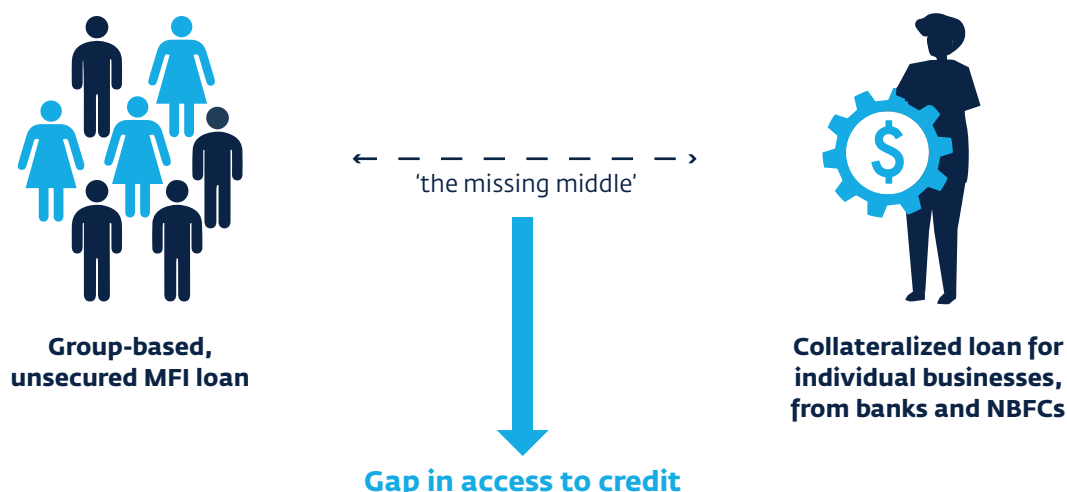 $
‘the missing middle’
Group-based,
unsecured MFI loan
Collateralized loan for
individual businesses,
from banks and NBFCs
Gap in access to credit